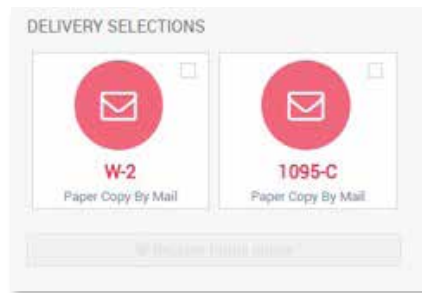 DELIVERY SELECTIONS
W-2
1095-C
Paper Copy By Mail
Paper Copy By Mail